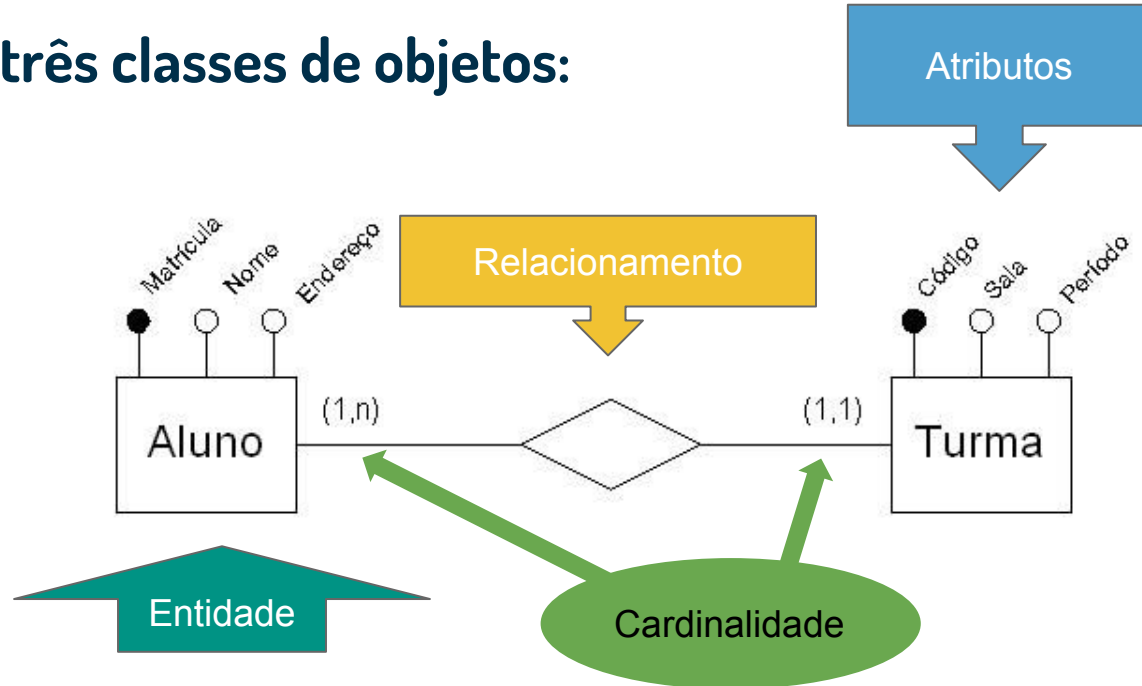 três classes de objetos:
Atributos
Relacionamento
Matrícula
Nome
Endereço
Código
Sala
Período
(1,n)
(1,1)
Aluno
Turma
Entidade
Cardinalidade